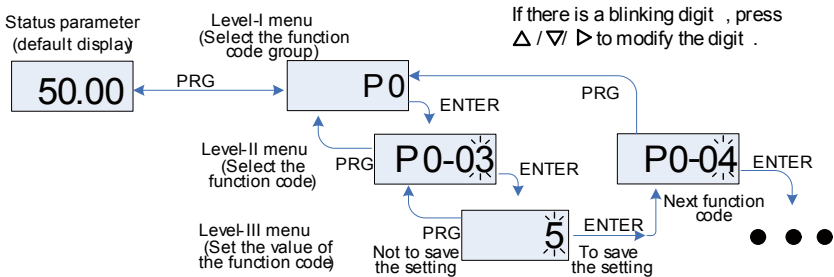 Status parameter
(default display)
50.00
PRG
Level-I menu
(Select the function
code group)
P0
ENTER
If there is a blinking digit , press
△ / ▽/ ▷ to modify the digit .
PRG
Level-II menu
(Select the
function code)
PRG
P0-03
ENTER
P0-04
ENTER
Next function
code
Level-III menu
(Set the value of
the function code)
PRG
Not to save
the setting
5
ENTER
To save
the setting